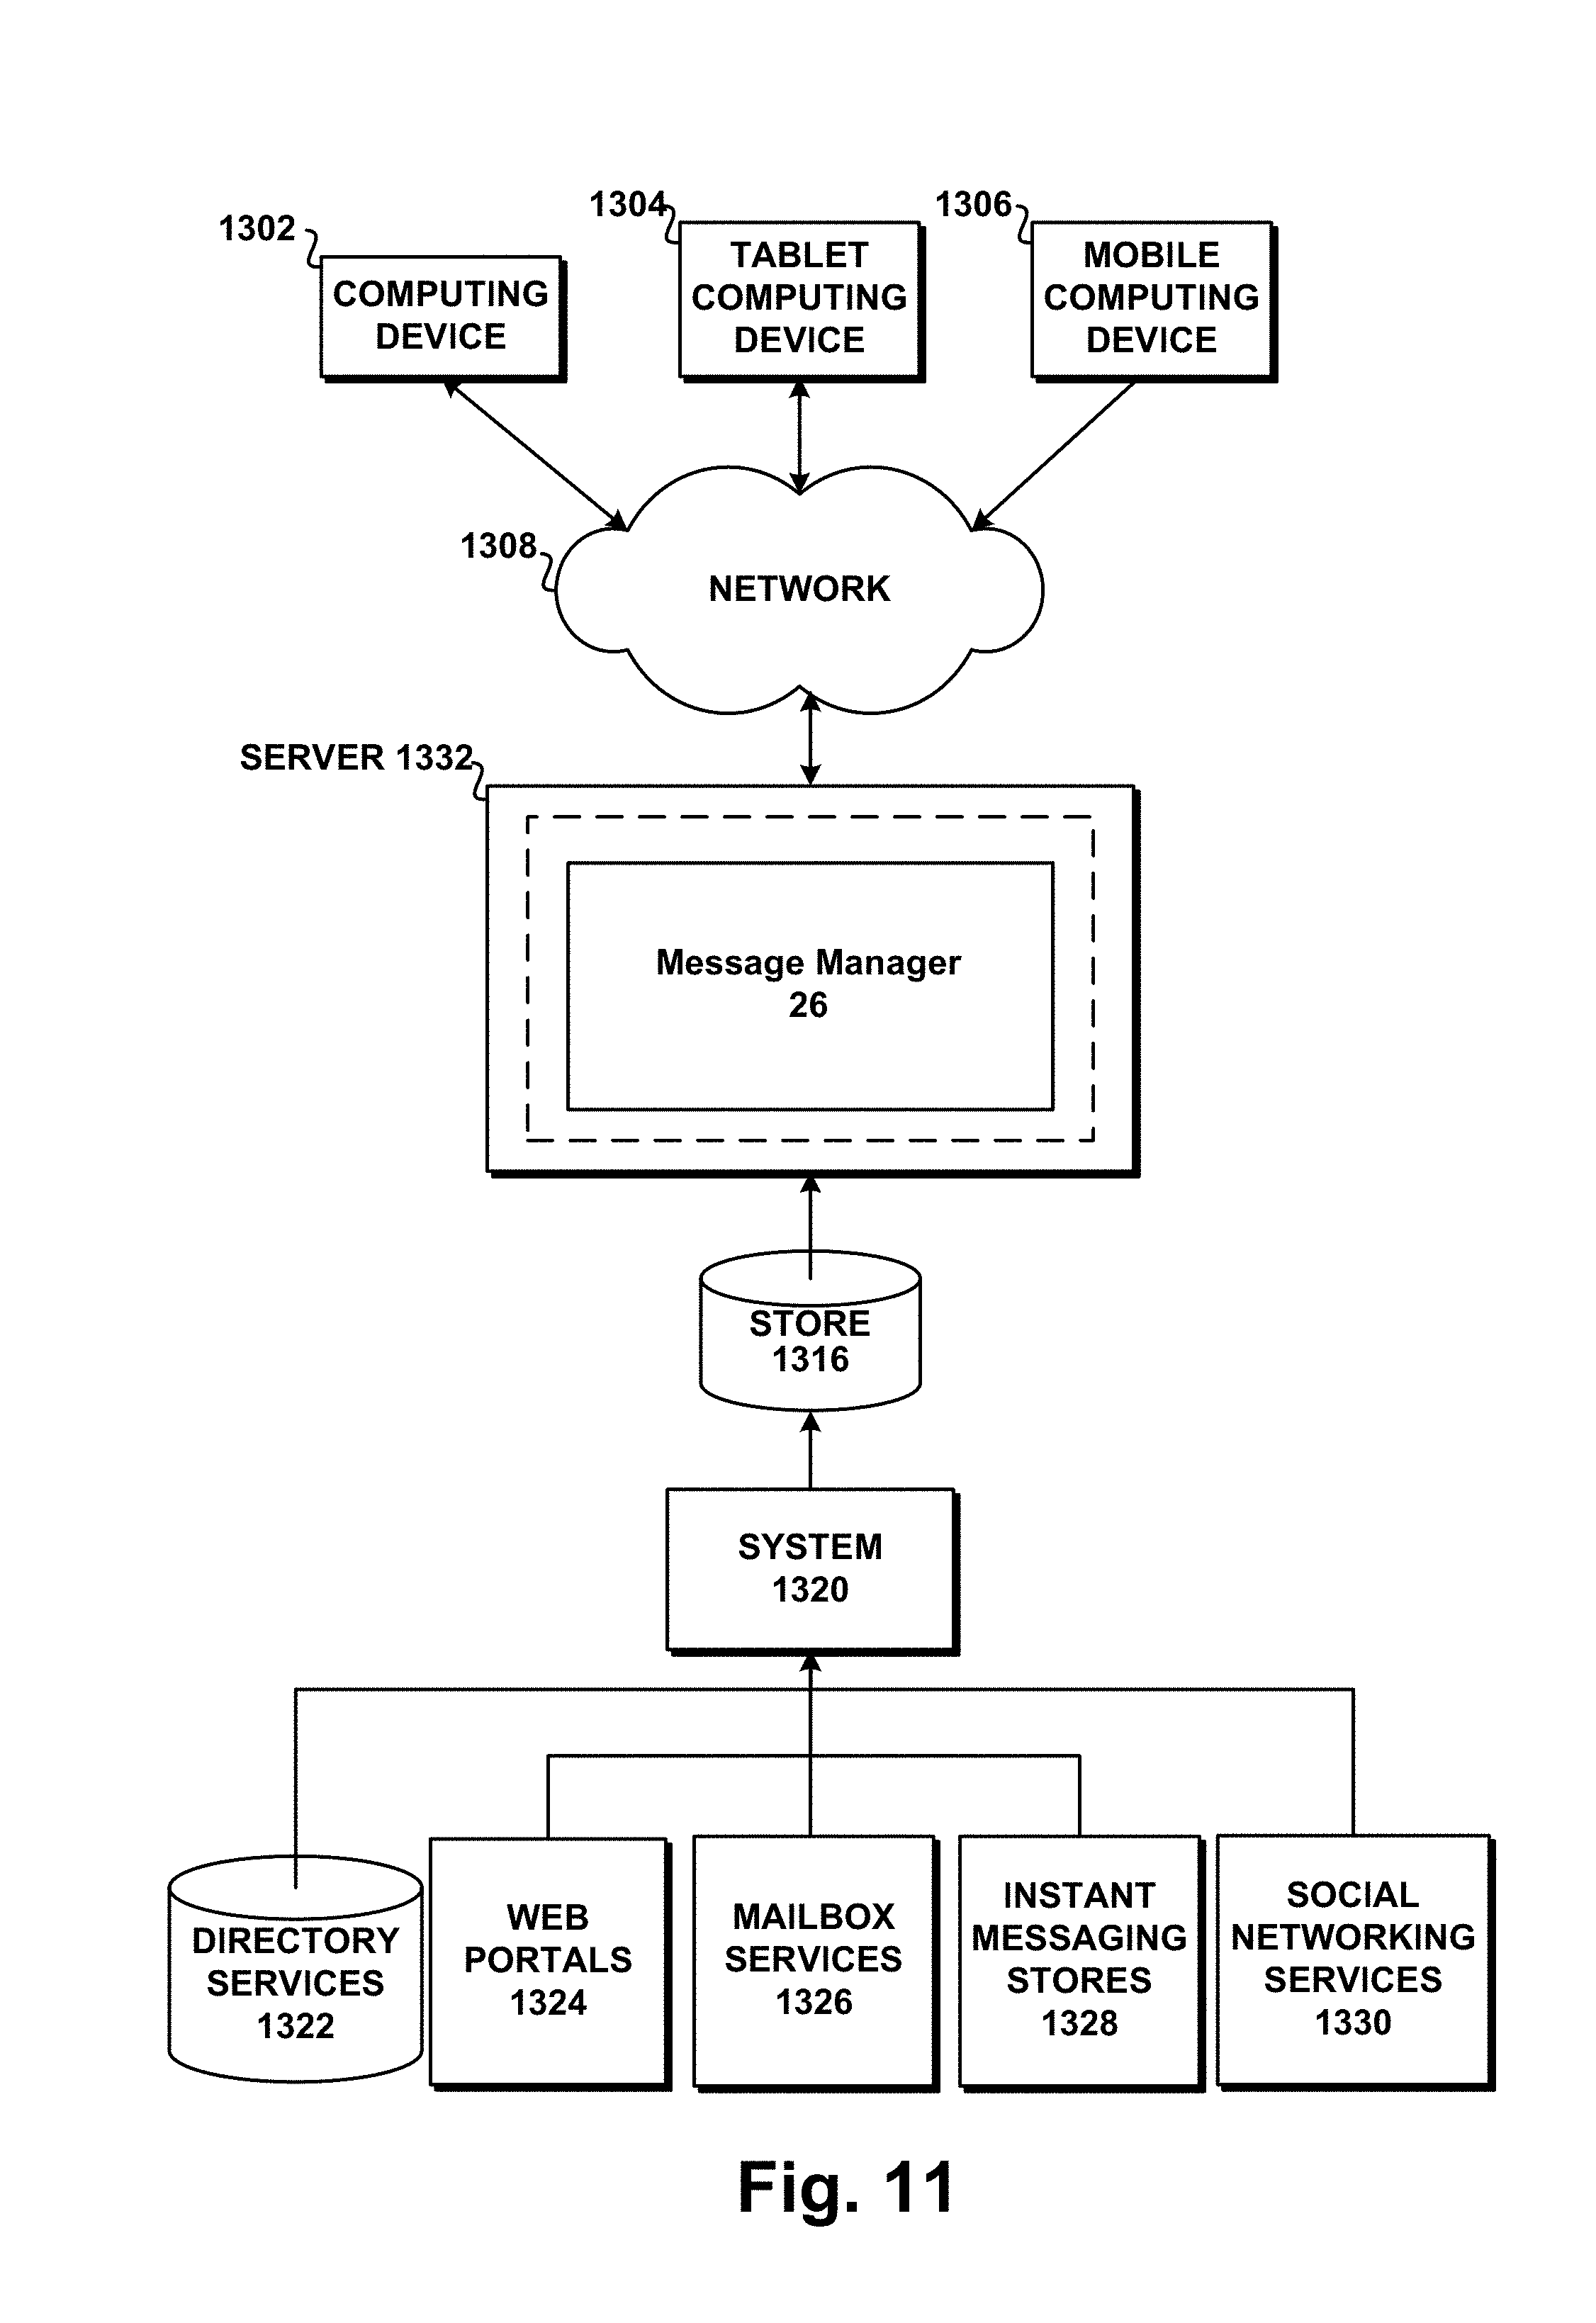 1302
1304
1306
COMPUTING
DEVICE
TABLET
COMPUTING
DEVICE
MOBILE
COMPUTING
DEVICE
1308
NETWORK
SERVER 1332
Message Manager
26
STORE
1316
SYSTEM
1320
DIRECTORY
SERVICES
1322
WEB
PORTALS
1324
MAILBOX
SERVICES
1326
INSTANT
MESSAGING
STORES
1328
SOCIAL
NETWORKING
SERVICES
1330
Fig. 11